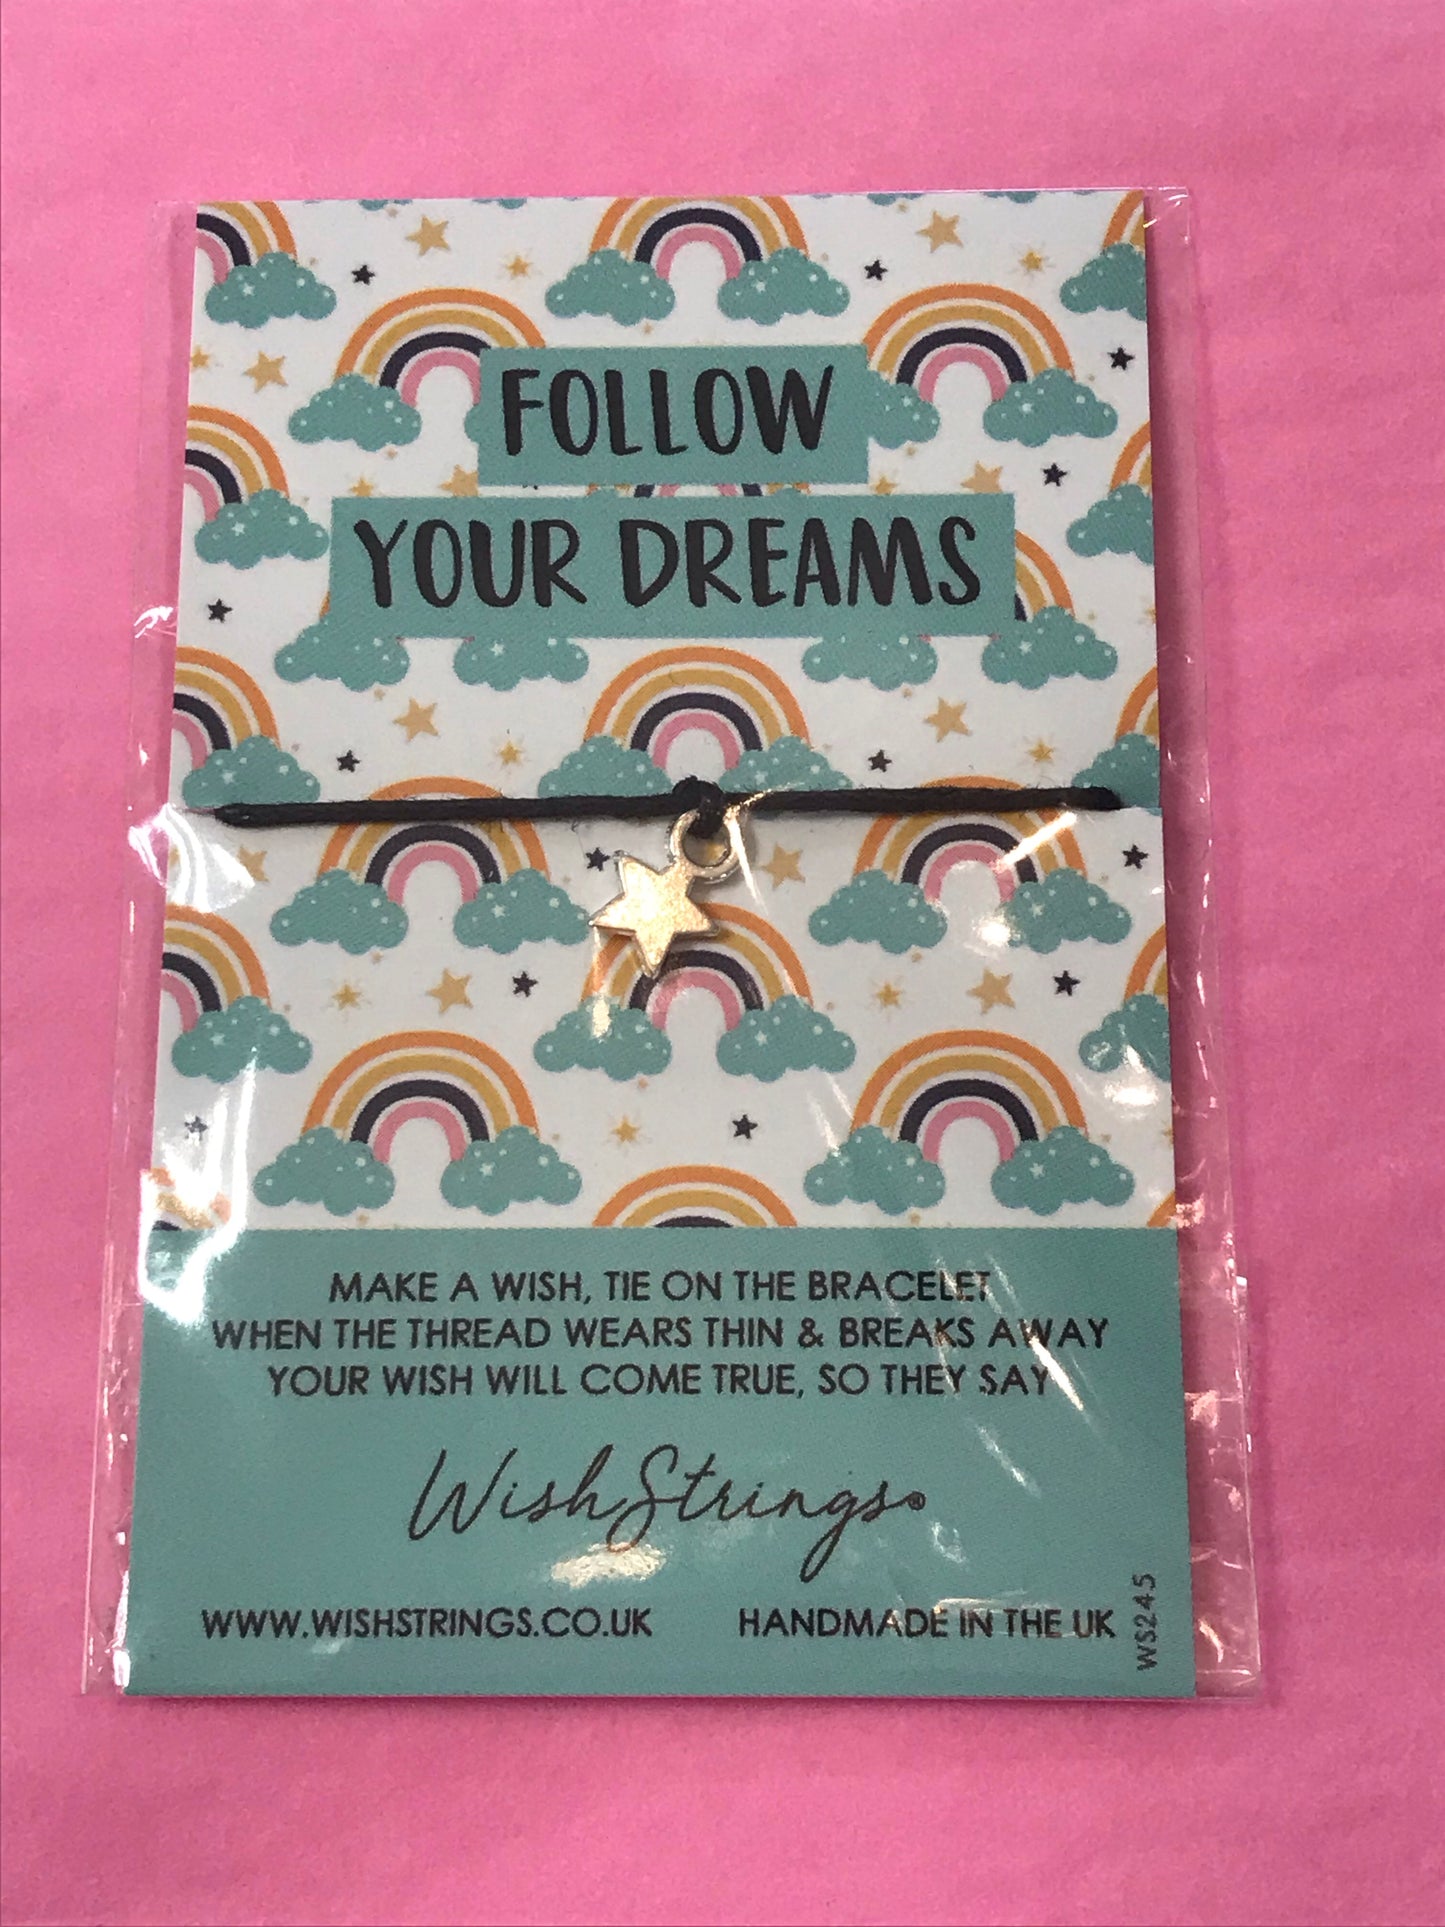 FOLLOW
YOUR DREAMS
MAKE A WISH, TIE ON THE BRACELET
WHEN THE THREAD WEARS THIN & BREAKS AWAY
YOUR WISH WILL COME TRUE, SO THEY SAY
WishStrings®
WWW.WISHSTRINGS.CO.UK HANDMADE IN THE UK
WS245